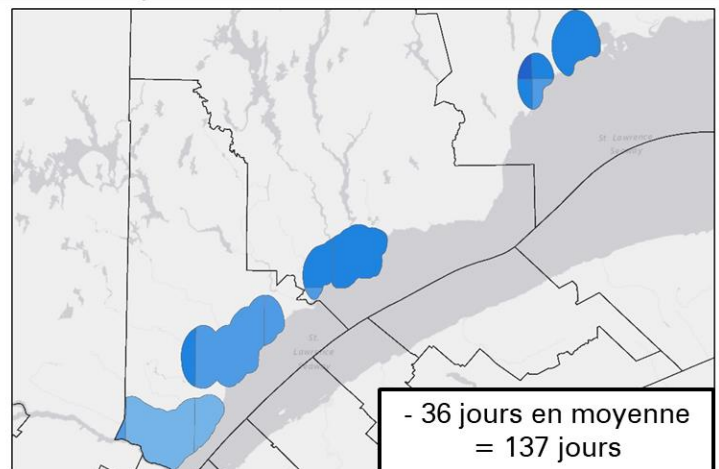 St. Lawrence
Seaway
St.
Lawrence
Seaway
- 36 jours en moyenne
= 137 jours